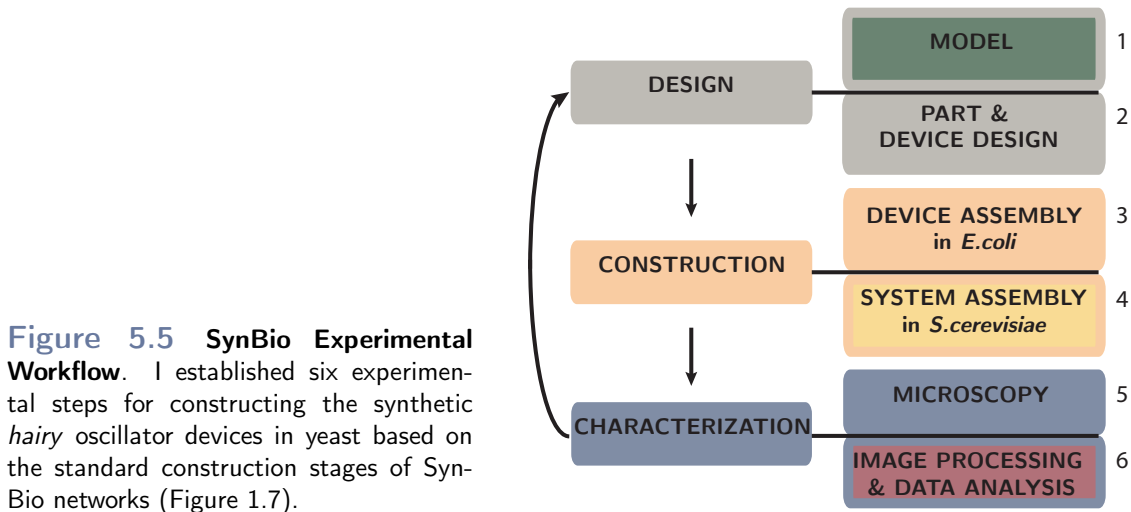 MODEL 1
DESIGN
PART & 2
DEVICE DESIGN
DEVICE ASSEMBLY 3
in E.coli
CONSTRUCTION
SYSTEM ASSEMBLY 4
in S.cerevisiae
MICROSCOPY 5
CHARACTERIZATION
IMAGE PROCESSING 6
& DATA ANALYSIS
Figure 5.5 SynBio Experimental
Workflow. I established six experimen-
tal steps for constructing the synthetic
hairy oscillator devices in yeast based on
the standard construction stages of Syn-
Bio networks (Figure 1.7).